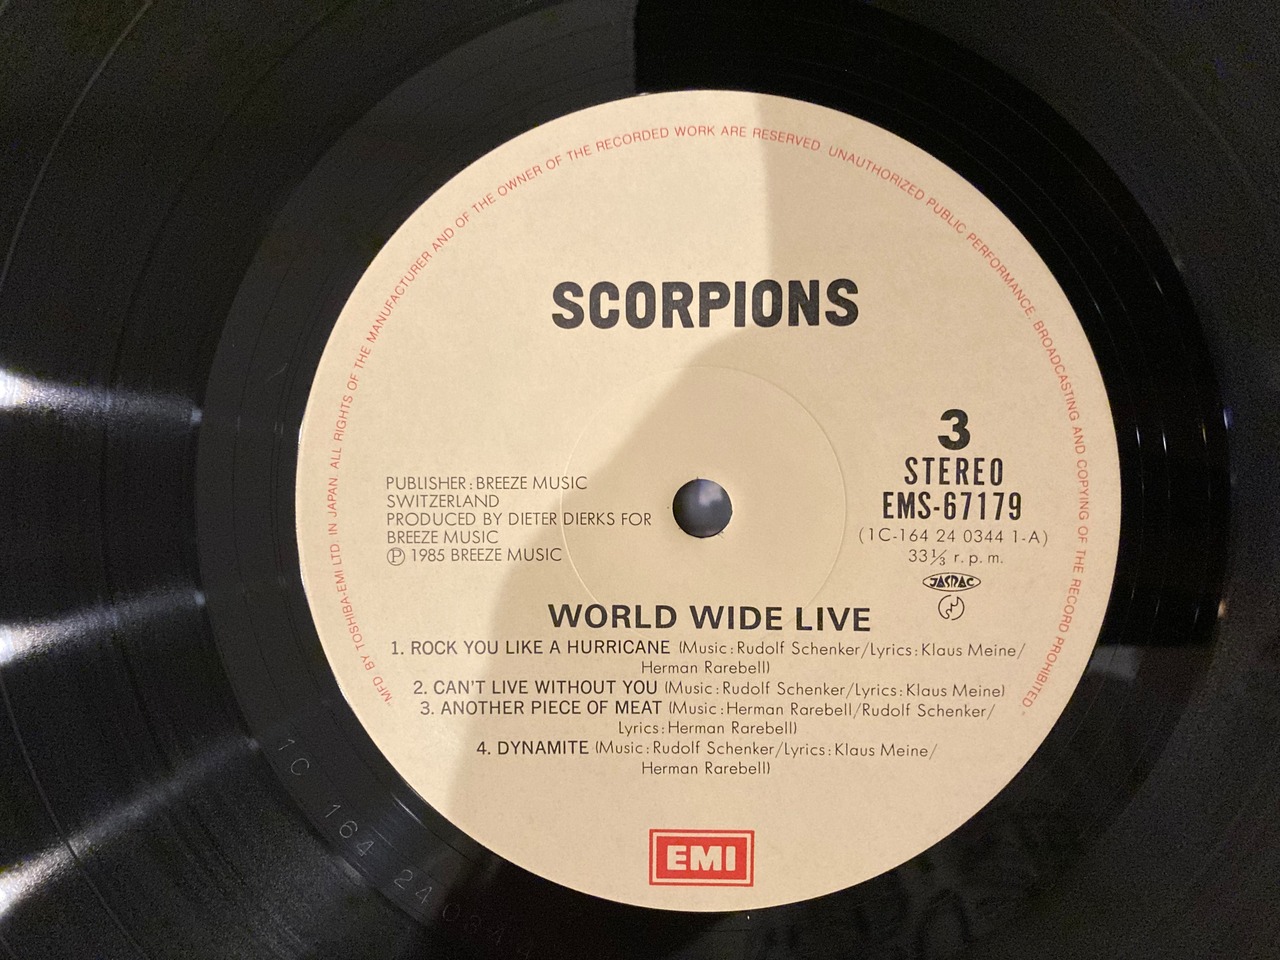 MFD BY TOSHIBA-EMI LTD. IN JAPAN. ALL RIGHTS OF THE MANUFACTURER AND OF THE OWNER OF THE RECORDED WORK ARE RESERVED. UNAUTHORIZED PUBLIC PERFORMANCE, BROADCASTING AND COPYING OF THE RECORD PROHIBITED.
SCORPIONS
3
STEREO
EMS-67179
(1C-164 24 0344 1-A)
33⅓ r.p.m.
JASRAC
PUBLISHER: BREEZE MUSIC
SWITZERLAND
PRODUCED BY DIETER DIERKS FOR
BREEZE MUSIC
℗ 1985 BREEZE MUSIC
WORLD WIDE LIVE
1. ROCK YOU LIKE A HURRICANE (Music: Rudolf Schenker/Lyrics: Klaus Meine/
Herman Rarebell)
2. CAN'T LIVE WITHOUT YOU (Music: Rudolf Schenker/Lyrics: Klaus Meine)
3. ANOTHER PIECE OF MEAT (Music: Herman Rarebell/Rudolf Schenker/
Lyrics: Herman Rarebell)
4. DYNAMITE (Music: Rudolf Schenker/Lyrics: Klaus Meine/
Herman Rarebell)
EMI
1C 164 24 0344